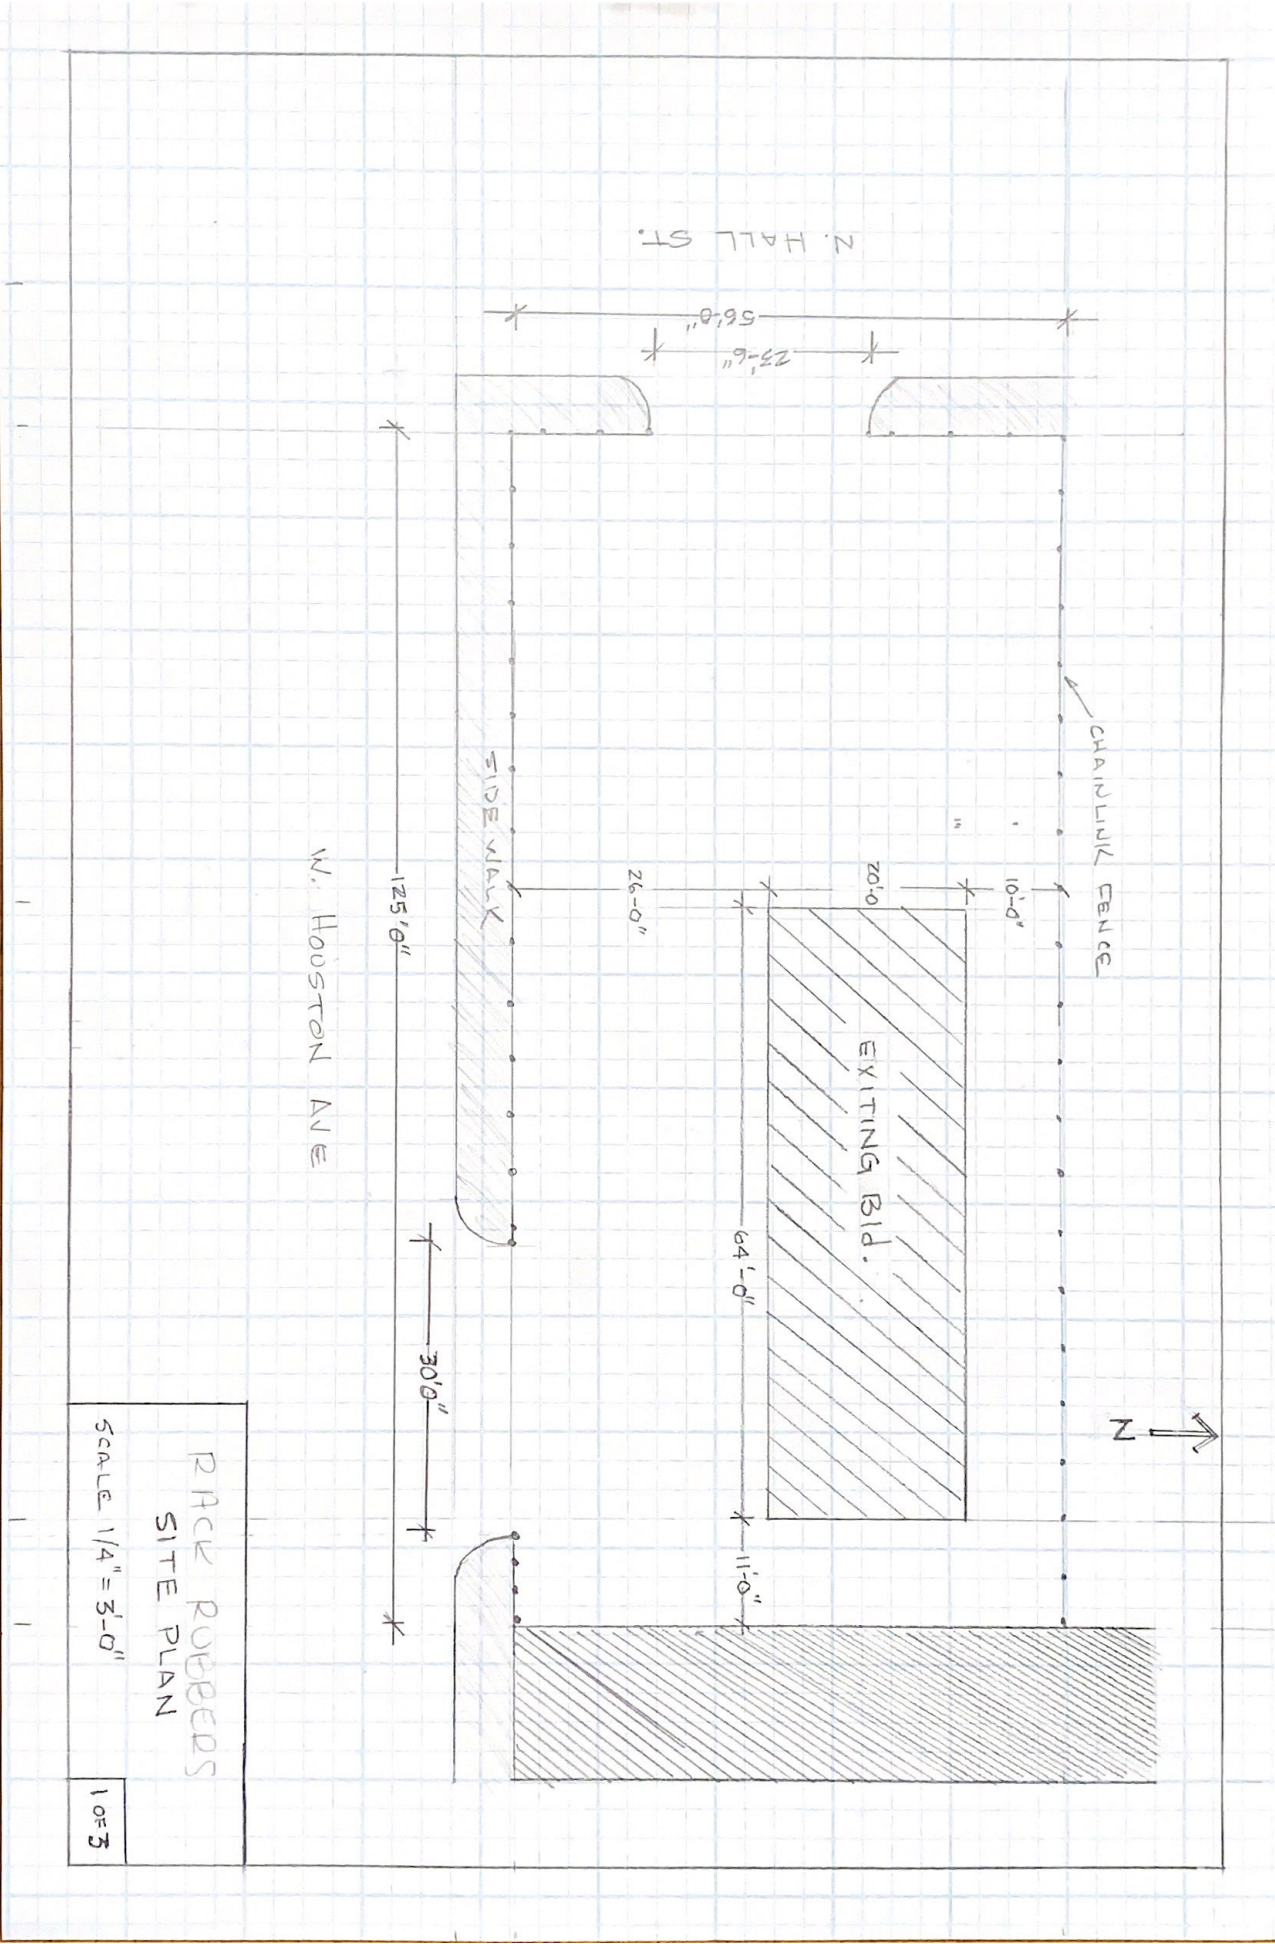 N. HALL ST.
56'0"
23'-6"
CHAINLINK FENCE
10'-0"
20'0
26'-0"
SIDE WALK
EXITING Bld.
64'-0"
11'-0"
125'0"
30'0"
W. HOUSTON AVE
N
RACK ROBBERS
SITE PLAN
SCALE 1/4" = 3'-0"
1 OF 3